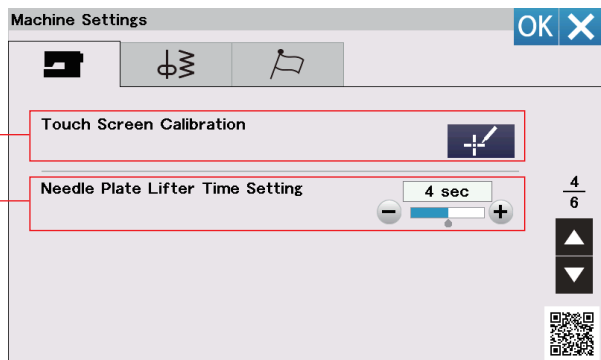 Machine Settings
OK
Touch Screen Calibration
Needle Plate Lifter Time Setting
4 sec
4
6